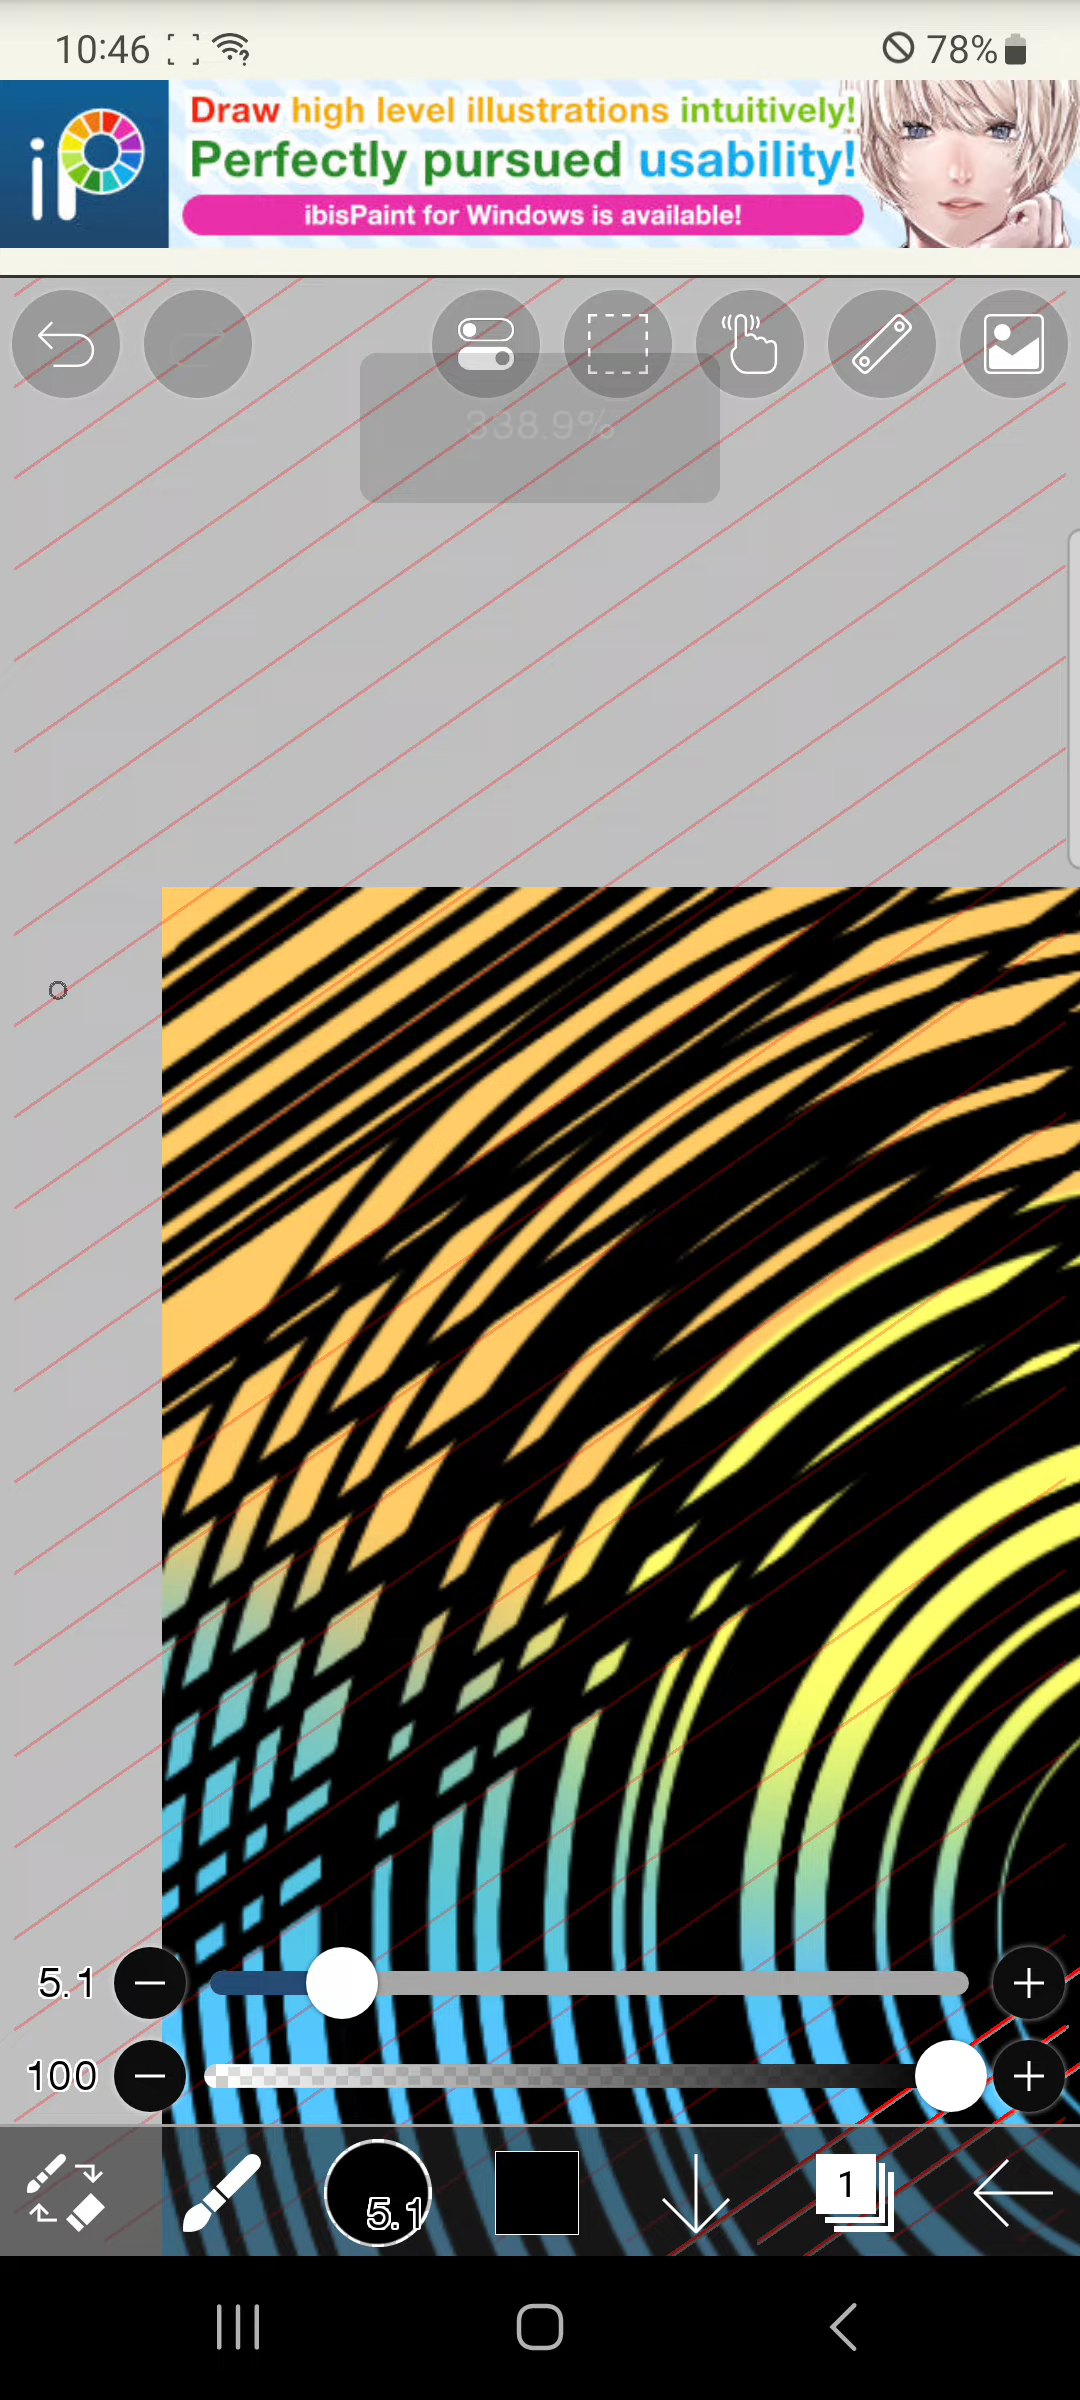 10:46
78%
iP
Draw high level illustrations intuitively!
Perfectly pursued usability!
ibisPaint for Windows is available!
338.9%
5.1
100
5.1
1